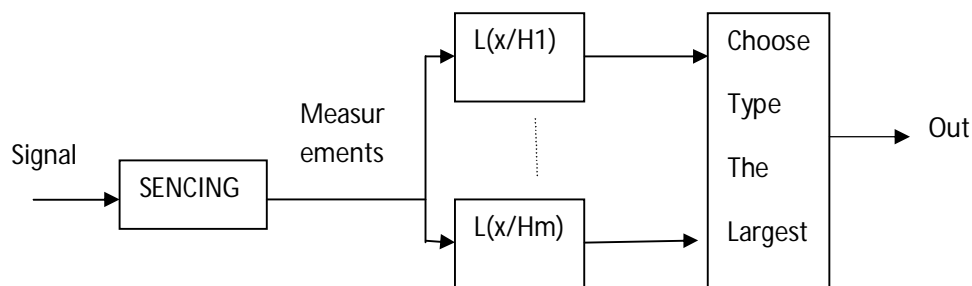 Signal
SENCING
Measur
ements
L(x/H1)
L(x/Hm)
Choose
Type
The
Largest
Out